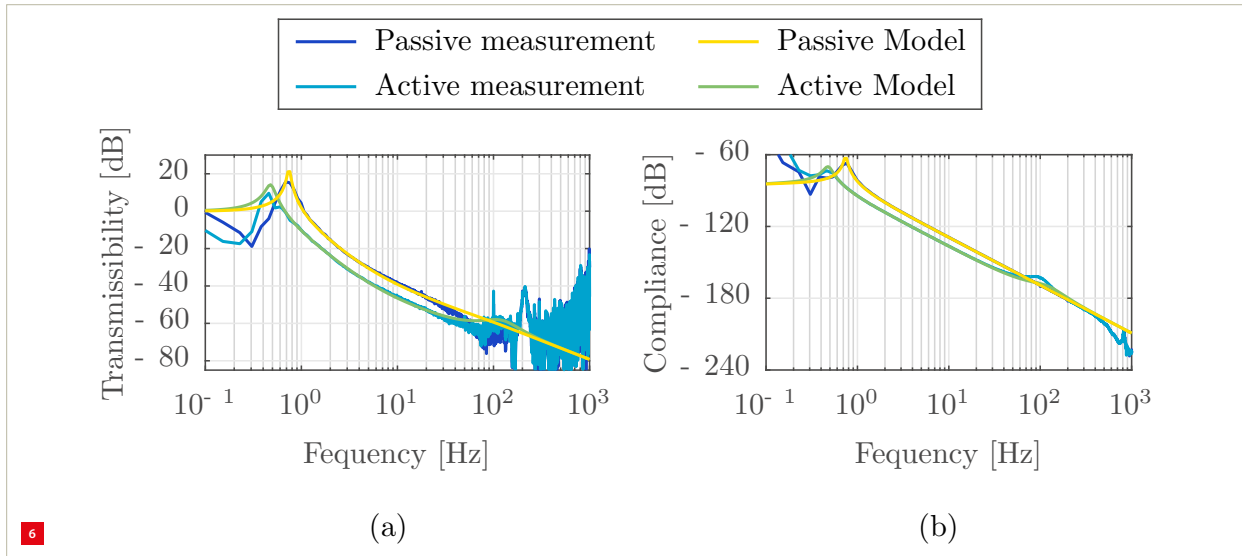 Passive measurement
Passive Model
Active measurement
Active Model
Transmissibility [dB]
20
0
- 20
- 40
- 60
- 80
10^- 1
10^0
10^1
10^2
10^3
Fequency [Hz]
(a)
Compliance [dB]
- 60
- 120
- 180
- 240
10^- 1
10^0
10^1
10^2
10^3
Fequency [Hz]
(b)
6